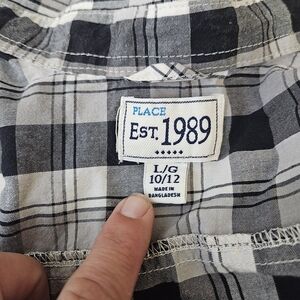 PLACE
EST. 1989
L/G
10/12
MADE IN
BANGLADESH